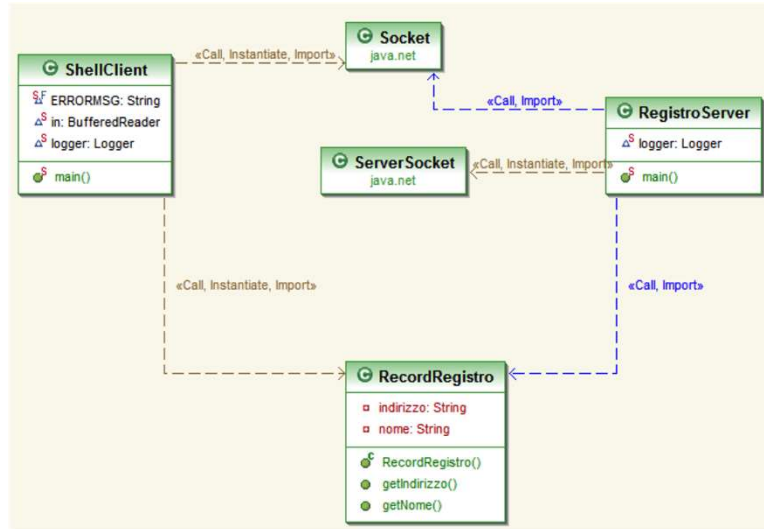 Socket
java.net
«Call, Instantiate, Import»
ShellClient
ERRORMSG: String
in: BufferedReader
logger: Logger
main()
«Call, Import»
RegistroServer
logger: Logger
main()
ServerSocket
java.net
«Call, Instantiate, Import»
«Call, Instantiate, Import»
«Call, Import»
RecordRegistro
indirizzo: String
nome: String
RecordRegistro()
getIndirizzo()
getNome()